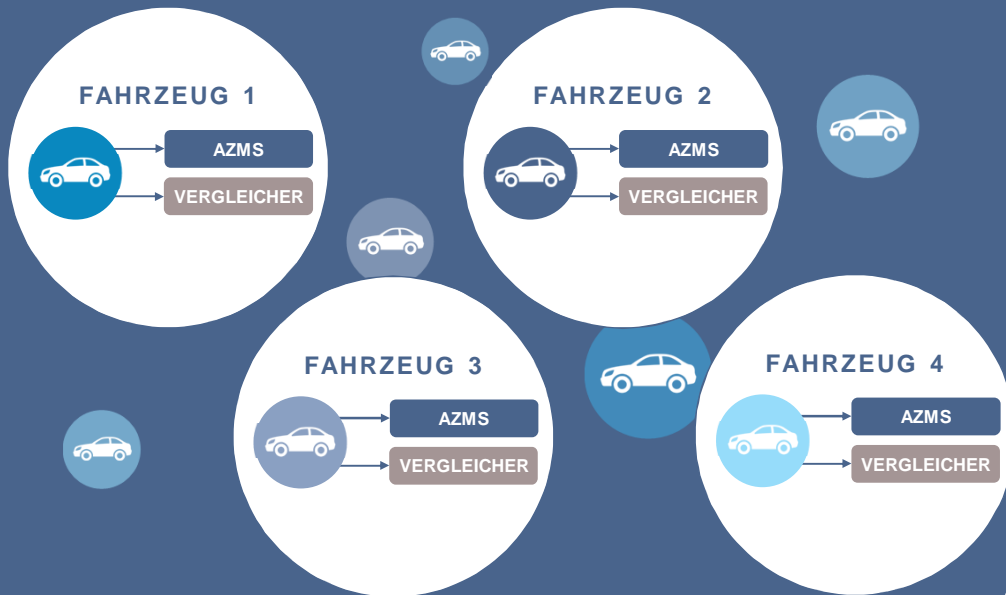 FAHRZEUG 1
AZMS
VERGLEICHER
FAHRZEUG 2
AZMS
VERGLEICHER
FAHRZEUG 3
AZMS
VERGLEICHER
FAHRZEUG 4
AZMS
VERGLEICHER